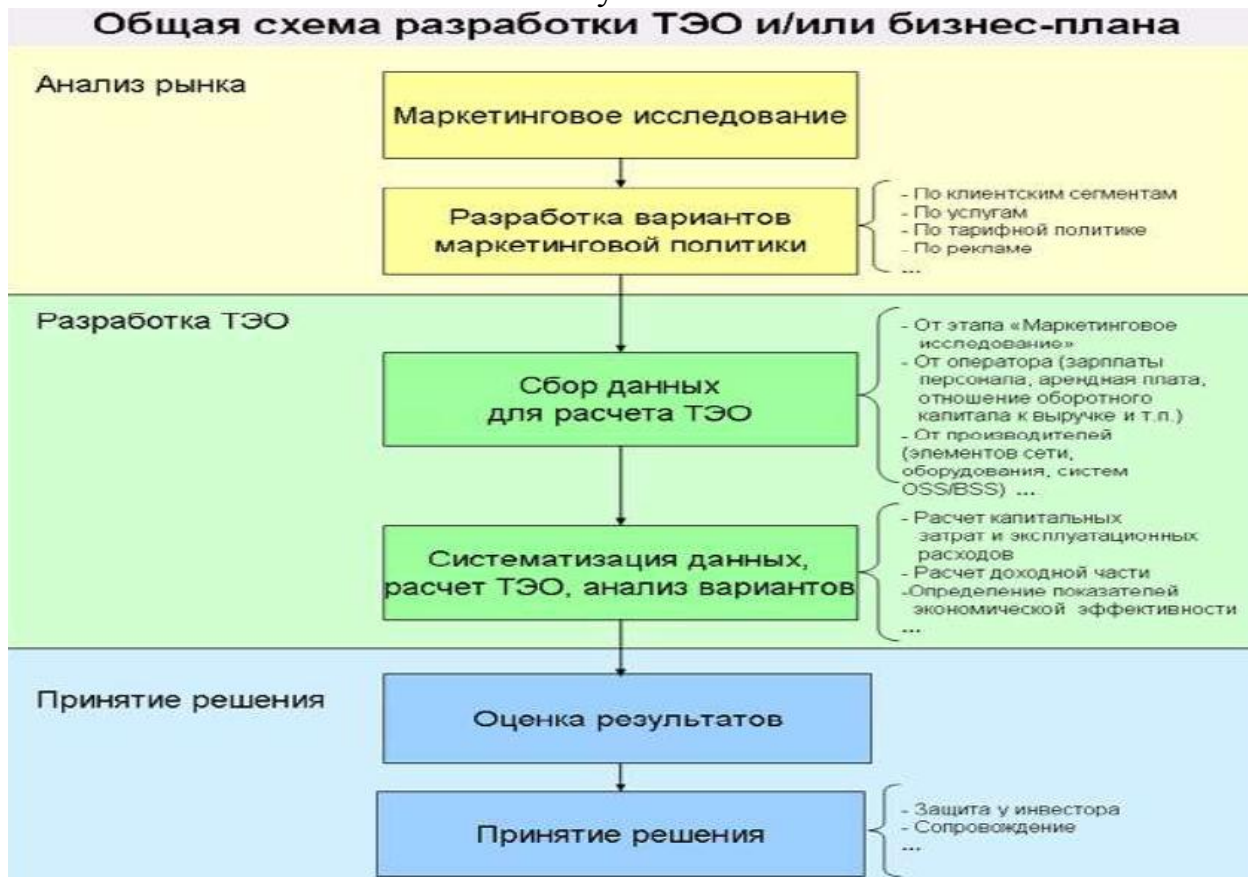 Общая схема разработки ТЭО и/или бизнес-плана
Анализ рынка
Маркетинговое исследование
Разработка вариантов
маркетинговой политики
- По клиентским сегментам
- По услугам
- По тарифной политике
- По рекламе
...
Разработка ТЭО
Сбор данных
для расчета ТЭО
- От этапа «Маркетинговое
исследование»
- От оператора (зарплаты
персонала, арендная плата,
отношение оборотного
капитала к выручке и т.п.)
- От производителей
(элементов сети,
оборудования, систем
OSS/BSS) ...
Систематизация данных,
расчет ТЭО, анализ вариантов
- Расчет капитальных
затрат и эксплуатационных
расходов
- Расчет доходной части
-Определение показателей
экономической эффективности
...
Принятие решения
Оценка результатов
Принятие решения
- Защита у инвестора
- Сопровождение
...